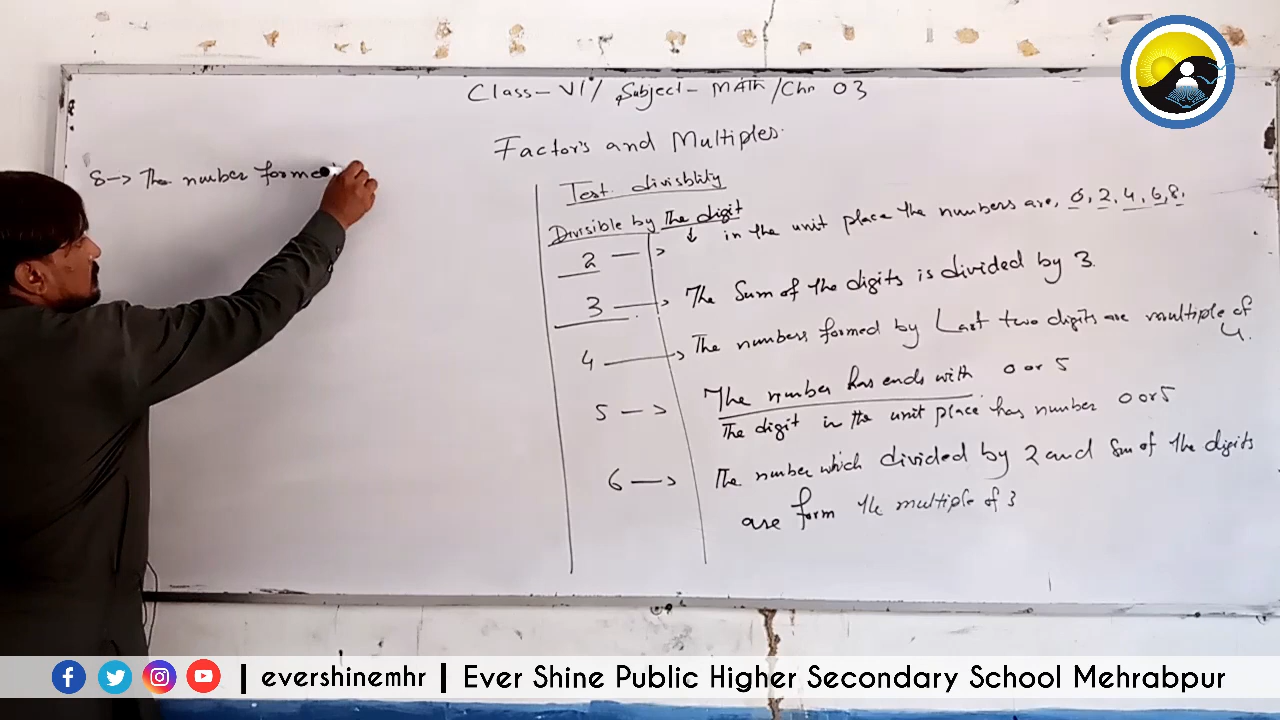 Class - VI / Subject - MATH / Chn 03
Factor's and Multiples.
8 -> The number formed
Test divisblity
Divisible by The digit
2 -> in the unit place the numbers are, 0, 2, 4, 6, 8.
3 -> The Sum of the digits is divided by 3.
4 -> The numbers formed by Last two digits are multiple of
4.
5 -> The number has ends with 0 or 5
The digit in the unit place has number 0 or 5
6 -> The number which divided by 2 and Sum of the digits
are form the multiple of 3
| evershinemhr | Ever Shine Public Higher Secondary School Mehrabpur